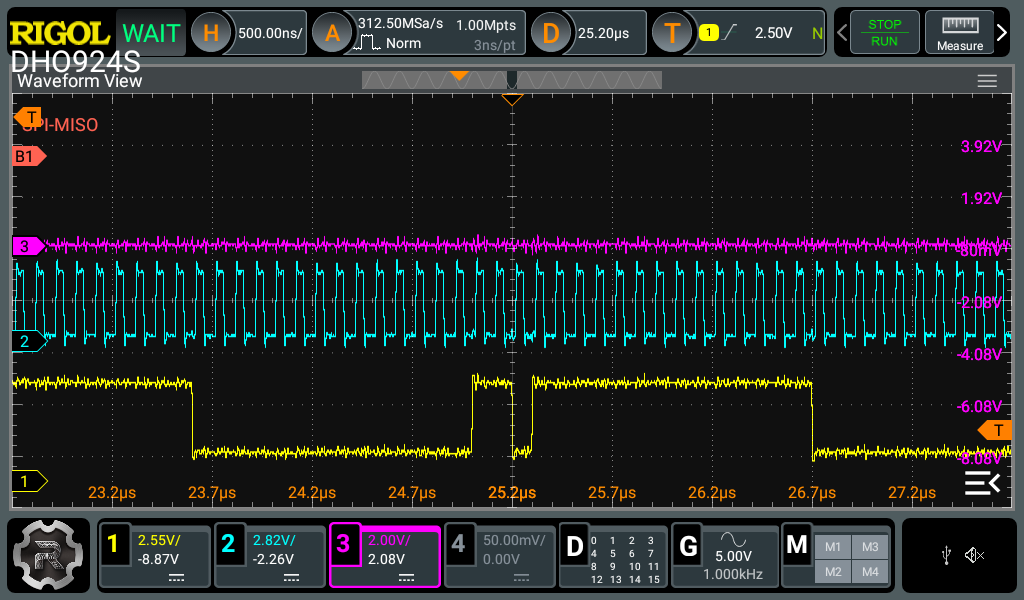 RIGOL WAIT H 500.00ns/ A 312.50MSa/s 1.00Mpts
Norm 3ns/pt
D 25.20µs T 1 2.50V N
STOP
RUN
Measure
DHO924S
Waveform View
T
SPI-MISO
B1
3.92V
1.92V
3
-80mV
-2.08V
2
-4.08V
-6.08V
T
-8.08V
1
23.2µs 23.7µs 24.2µs 24.7µs 25.2µs 25.7µs 26.2µs 26.7µs 27.2µs
1 2.55V/
-8.87V
2 2.82V/
-2.26V
3 2.00V/
2.08V
4 50.00mV/
0.00V
D 0 1 2 3
4 5 6 7
8 9 10 11
12 13 14 15
G 5.00V
1.000kHz
M M1 M3
M2 M4
R